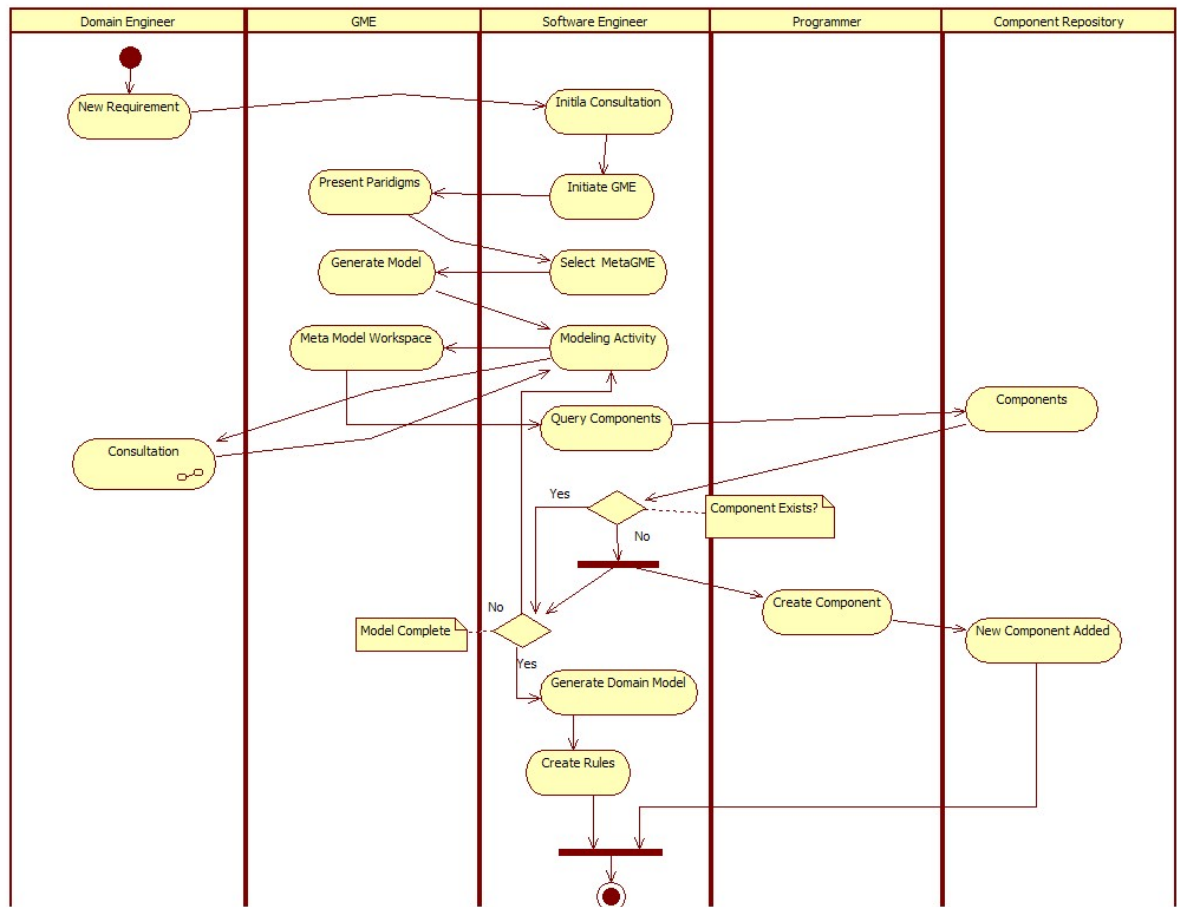 Domain Engineer
GME
Software Engineer
Programmer
Component Repository
New Requirement
Initila Consultation
Present Paridigms
Initiate GME
Generate Model
Select MetaGME
Meta Model Workspace
Modeling Activity
Components
Query Components
Consultation
Yes
Component Exists?
No
Create Component
No
Model Complete
New Component Added
Yes
Generate Domain Model
Create Rules